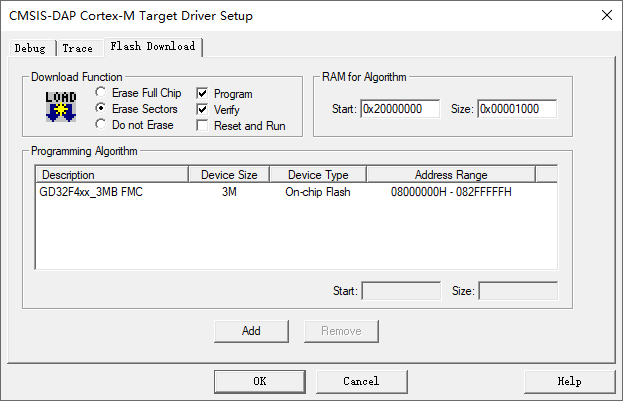 CMSIS-DAP Cortex-M Target Driver Setup
Debug Trace Flash Download
Download Function
LOAD
Erase Full Chip
Erase Sectors
Do not Erase
Program
Verify
Reset and Run
RAM for Algorithm
Start: 0x20000000 Size: 0x00001000
Programming Algorithm
Description Device Size Device Type Address Range
GD32F4xx_3MB FMC 3M On-chip Flash 08000000H - 082FFFFFH
Start: Size:
Add Remove
OK Cancel Help